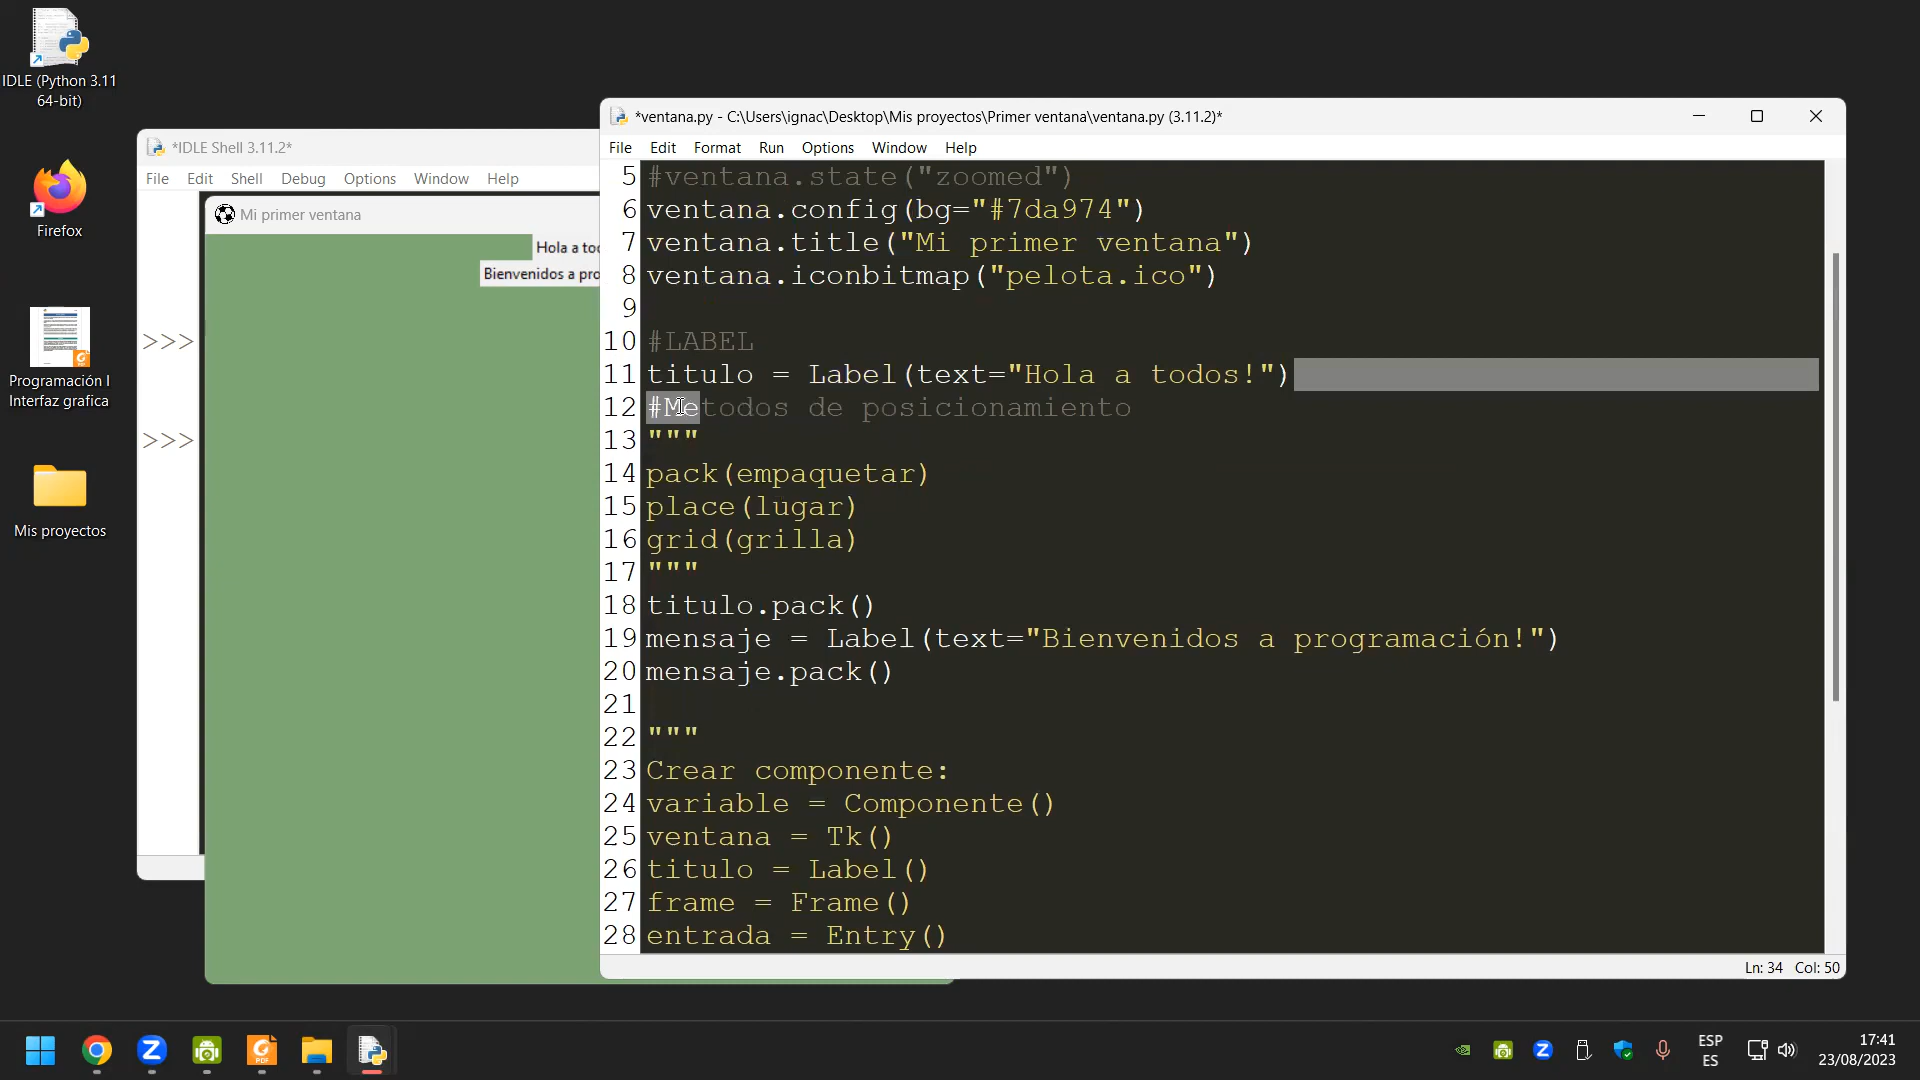 IDLE (Python 3.11
64-bit)
Firefox
Programación I
Interfaz grafica
Mis proyectos
*IDLE Shell 3.11.2*
File Edit Shell Debug Options Window Help
>>>
>>>
Mi primer ventana
Hola a to
Bienvenidos a pro
*ventana.py - C:\Users\ignac\Desktop\Mis proyectos\Primer ventana\ventana.py (3.11.2)*
File Edit Format Run Options Window Help
5 #ventana.state("zoomed")
6 ventana.config(bg="#7da974")
7 ventana.title("Mi primer ventana")
8 ventana.iconbitmap("pelota.ico")
9
10 #LABEL
11 titulo = Label(text="Hola a todos!")
12 #Metodos de posicionamiento
13 """
14 pack(empaquetar)
15 place(lugar)
16 grid(grilla)
17 """
18 titulo.pack()
19 mensaje = Label(text="Bienvenidos a programación!")
20 mensaje.pack()
21
22 """
23 Crear componente:
24 variable = Componente()
25 ventana = Tk()
26 titulo = Label()
27 frame = Frame()
28 entrada = Entry()
Ln: 34 Col: 50
ESP
ES
17:41
23/08/2023